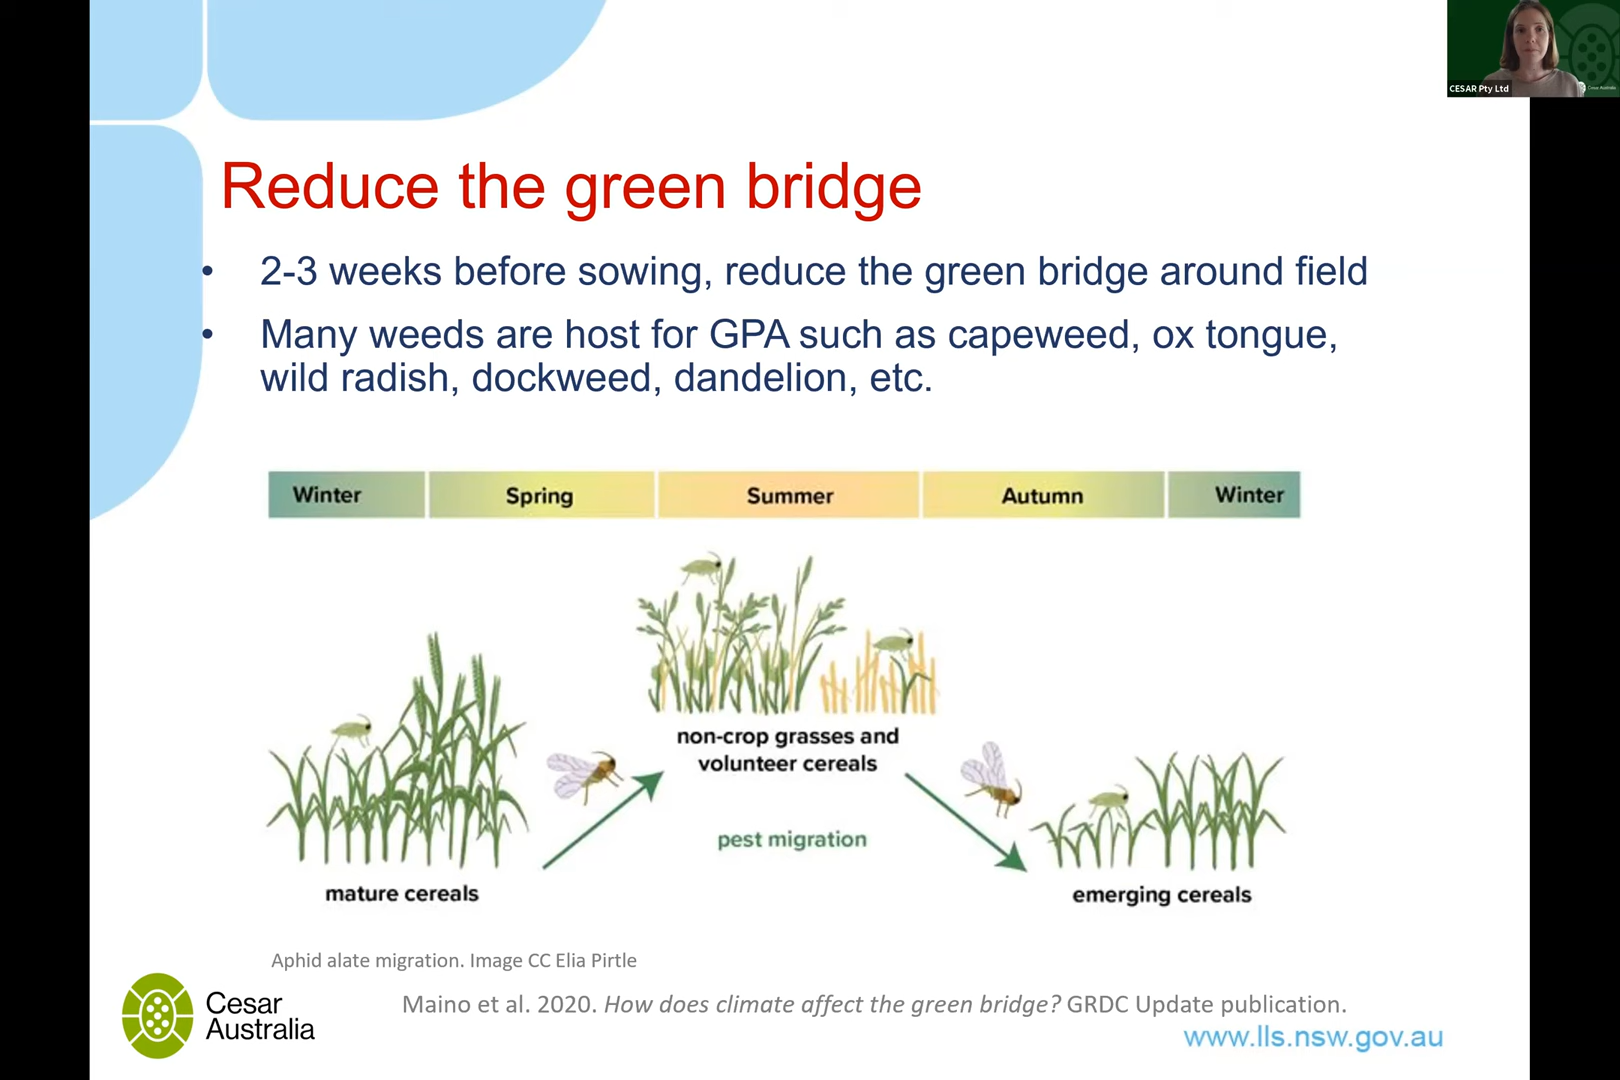 CESAR Pty Ltd
Cesar Australia
Reduce the green bridge
• 2-3 weeks before sowing, reduce the green bridge around field
• Many weeds are host for GPA such as capeweed, ox tongue,
wild radish, dockweed, dandelion, etc.
Winter Spring Summer Autumn Winter
non-crop grasses and
volunteer cereals
pest migration
mature cereals
emerging cereals
Aphid alate migration. Image CC Elia Pirtle
Cesar
Australia
Maino et al. 2020. How does climate affect the green bridge? GRDC Update publication.
www.lls.nsw.gov.au